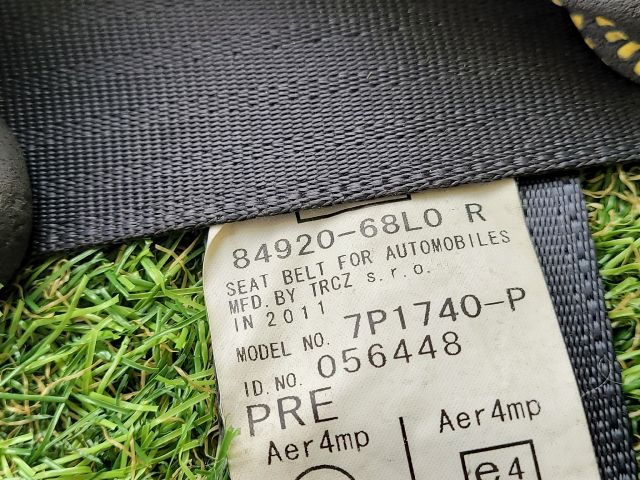 84920-68L0 R
SEAT BELT FOR AUTOMOBILES
MFD. BY TRCZ s.r.o.
IN 2011
MODEL NO. 7P1740-P
ID. NO. 056448
PRE
Aer4mp Aer4mp
e4